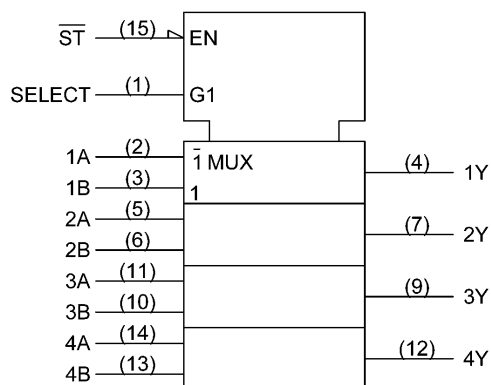 S̅T̅ (15) EN
SELECT (1) G1
1A (2) 1̅ MUX (4) 1Y
1B (3) 1
2A (5) (7) 2Y
2B (6)
3A (11) (9) 3Y
3B (10)
4A (14) (12) 4Y
4B (13)